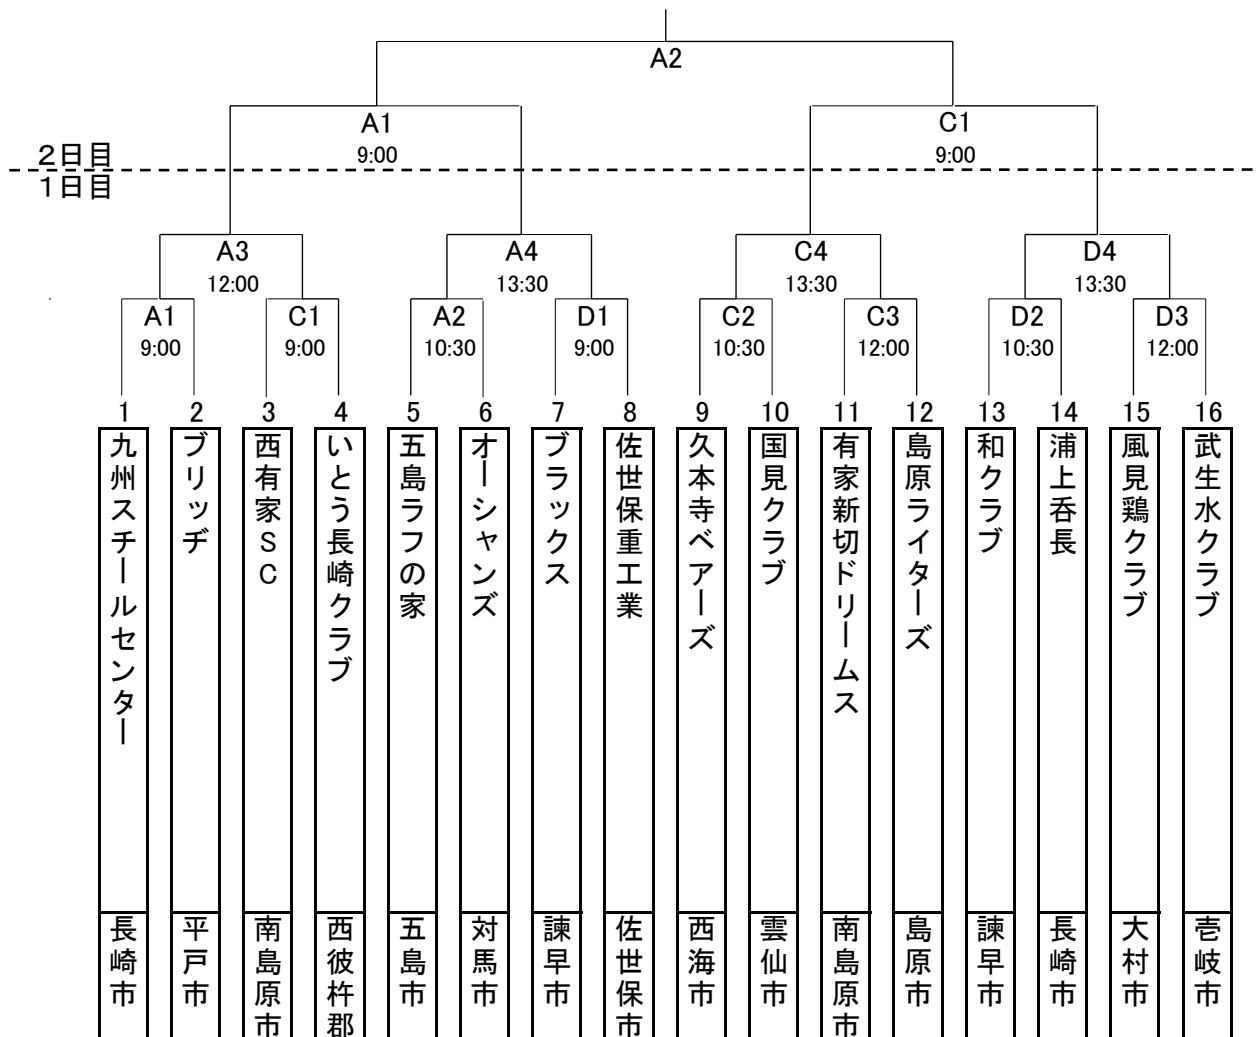 A2
A1
C1
2日目
9:00
9:00
1日目
A3
A4
C4
D4
12:00
13:30
13:30
13:30
A1
C1
A2
D1
C2
C3
D2
D3
9:00
9:00
10:30
9:00
10:30
12:00
10:30
12:00
1
2
3
4
5
6
7
8
9
10
11
12
13
14
15
16
九州スチールセンター
ブリッヂ
西有家SC
いとう長崎クラブ
五島ラフの家
オーシャンズ
ブラックス
佐世保重工業
久本寺ベアーズ
国見クラブ
有家新切ドリームス
島原ライターズ
和クラブ
浦上呑長
風見鶏クラブ
武生水クラブ
長崎市
平戸市
南島原市
西彼杵郡
五島市
対馬市
諫早市
佐世保市
西海市
雲仙市
南島原市
島原市
諫早市
長崎市
大村市
壱岐市